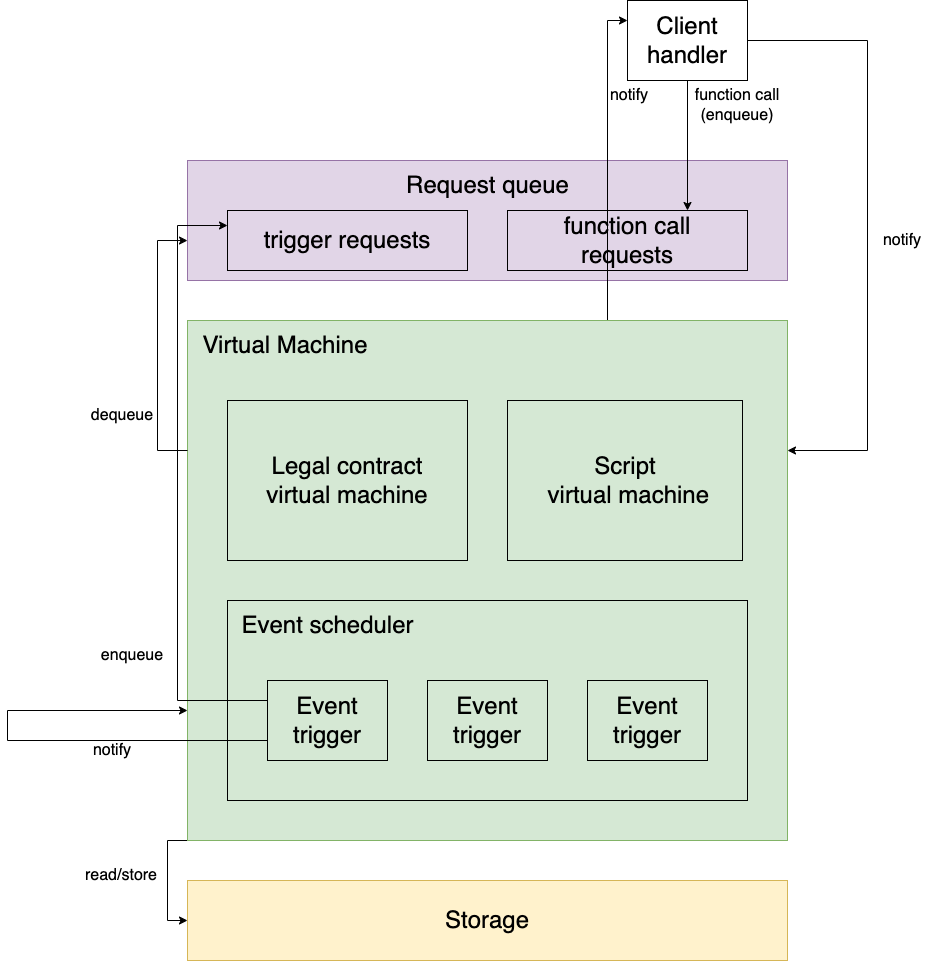 Client
handler
notify
function call
(enqueue)
Request queue
trigger requests
function call
requests
notify
Virtual Machine
dequeue
Legal contract
virtual machine
Script
virtual machine
Event scheduler
enqueue
Event
trigger
Event
trigger
Event
trigger
notify
read/store
Storage